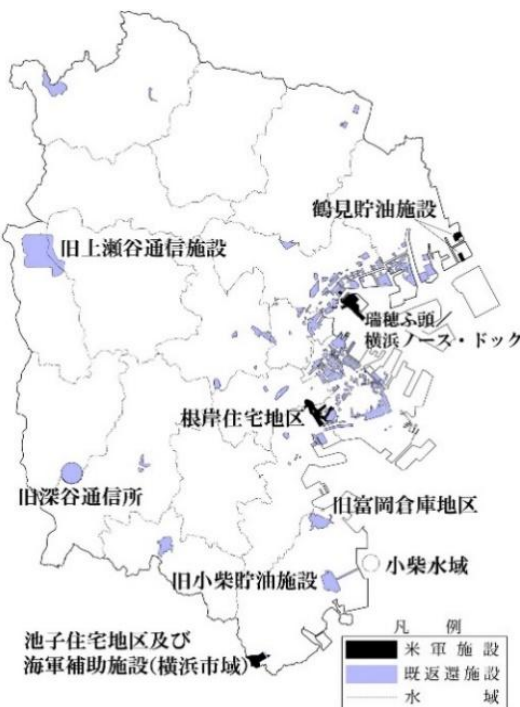 鶴見貯油施設
旧上瀬谷通信施設
瑞穂ふ頭／
横浜ノース・ドック
根岸住宅地区
旧深谷通信所
旧富岡倉庫地区
小柴水域
旧小柴貯油施設
池子住宅地区及び
海軍補助施設(横浜市域)
凡例
米軍施設
既返還施設
水域